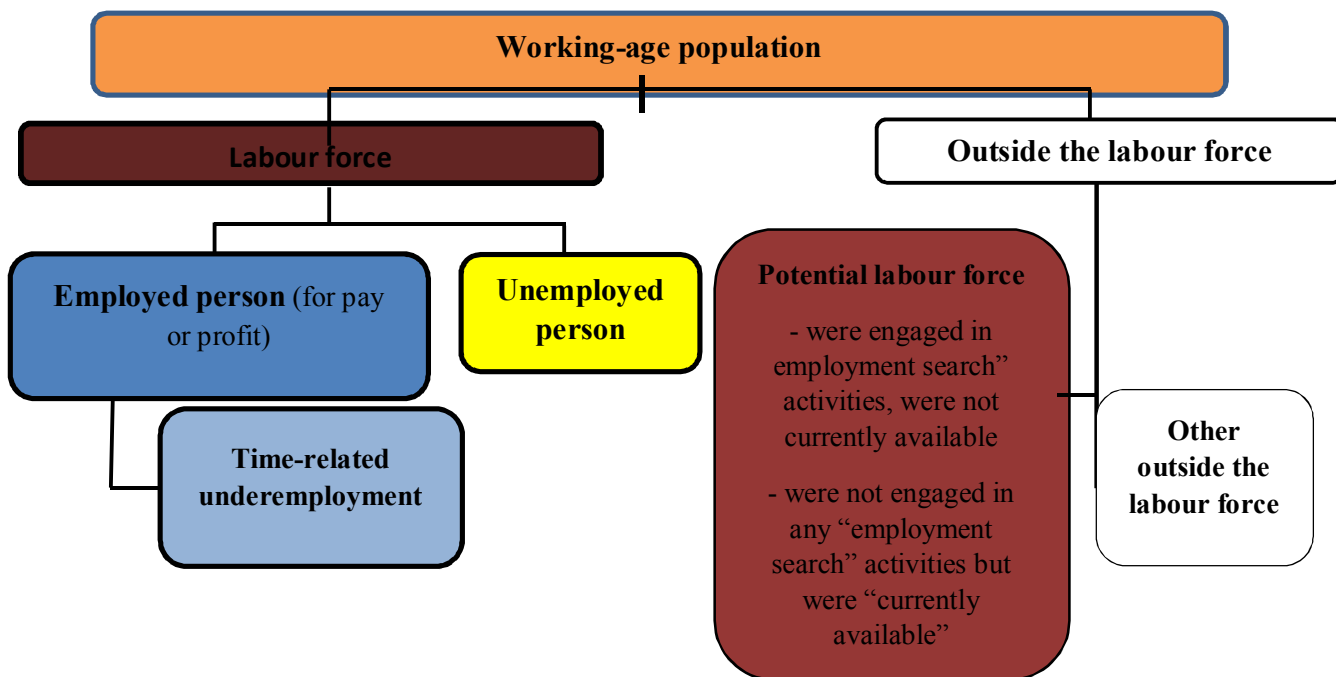 Working-age population
Labour force
Outside the labour force
Employed person (for pay
or profit)
Unemployed
person
Time-related
underemployment
Potential labour force
- were engaged in
employment search”
activities, were not
currently available
- were not engaged in
any “employment
search” activities but
were “currently
available”
Other
outside the
labour force